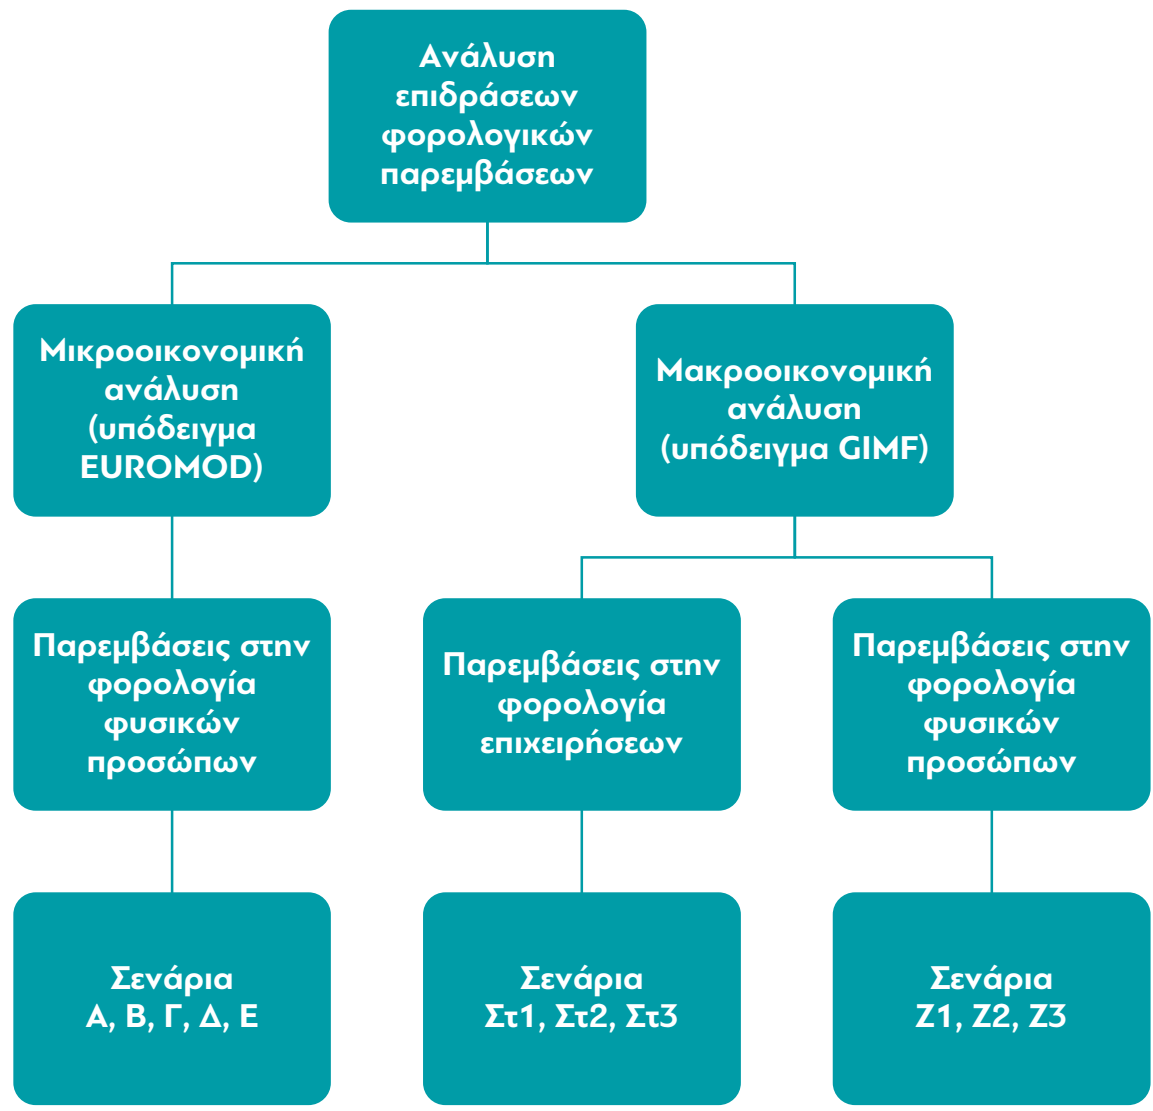 Ανάλυση
επιδράσεων
φορολογικών
παρεμβάσεων
Μικροοικονομική
ανάλυση
(υπόδειγμα
EUROMOD)
Μακροοικονομική
ανάλυση
(υπόδειγμα GIMF)
Παρεμβάσεις στην
φορολογία
φυσικών
προσώπων
Παρεμβάσεις στην
φορολογία
επιχειρήσεων
Παρεμβάσεις στην
φορολογία
φυσικών
προσώπων
Σενάρια
Α, Β, Γ, Δ, Ε
Σενάρια
Στ1, Στ2, Στ3
Σενάρια
Ζ1, Ζ2, Ζ3